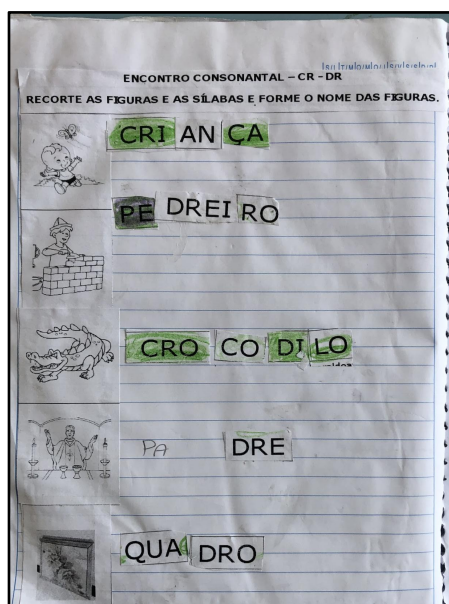 ENCONTRO CONSONANTAL – CR - DR
RECORTE AS FIGURAS E AS SÍLABAS E FORME O NOME DAS FIGURAS.
CRI AN ÇA
PE DREI RO
CRO CO DI LO
PA DRE
QUA DRO